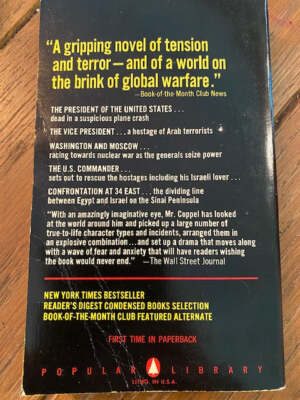 “A gripping novel of tension
and terror—and of a world on
the brink of global warfare.”
—Book-of-the-Month Club News
THE PRESIDENT OF THE UNITED STATES . . .
dead in a suspicious plane crash
THE VICE PRESIDENT . . . a hostage of Arab terrorists
WASHINGTON AND MOSCOW . . .
racing towards nuclear war as the generals seize power
THE U.S. COMMANDER . . .
sets out to rescue the hostages including his Israeli lover . . .
CONFRONTATION AT 34 EAST . . . the dividing line
between Egypt and Israel on the Sinai Peninsula
“With an amazingly imaginative eye, Mr. Coppel has looked
at the world around him and picked up a large number of
true-to-life character types and incidents, arranged them in
an explosive combination . . . and set up a drama that moves along
with a wave of fear and anxiety that will have readers wishing
the book would never end.” —The Wall Street Journal
NEW YORK TIMES BESTSELLER
READER'S DIGEST CONDENSED BOOKS SELECTION
BOOK-OF-THE-MONTH CLUB FEATURED ALTERNATE
FIRST TIME IN PAPERBACK
POPULAR LIBRARY
LITHO. IN U.S.A.